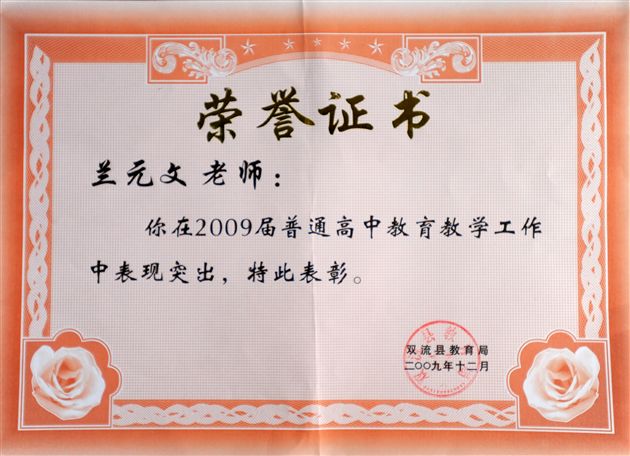 荣誉证书
兰元文 老师：
你在2009届普通高中教育教学工作
中表现突出，特此表彰。
双流县教育局
二〇〇九年十二月